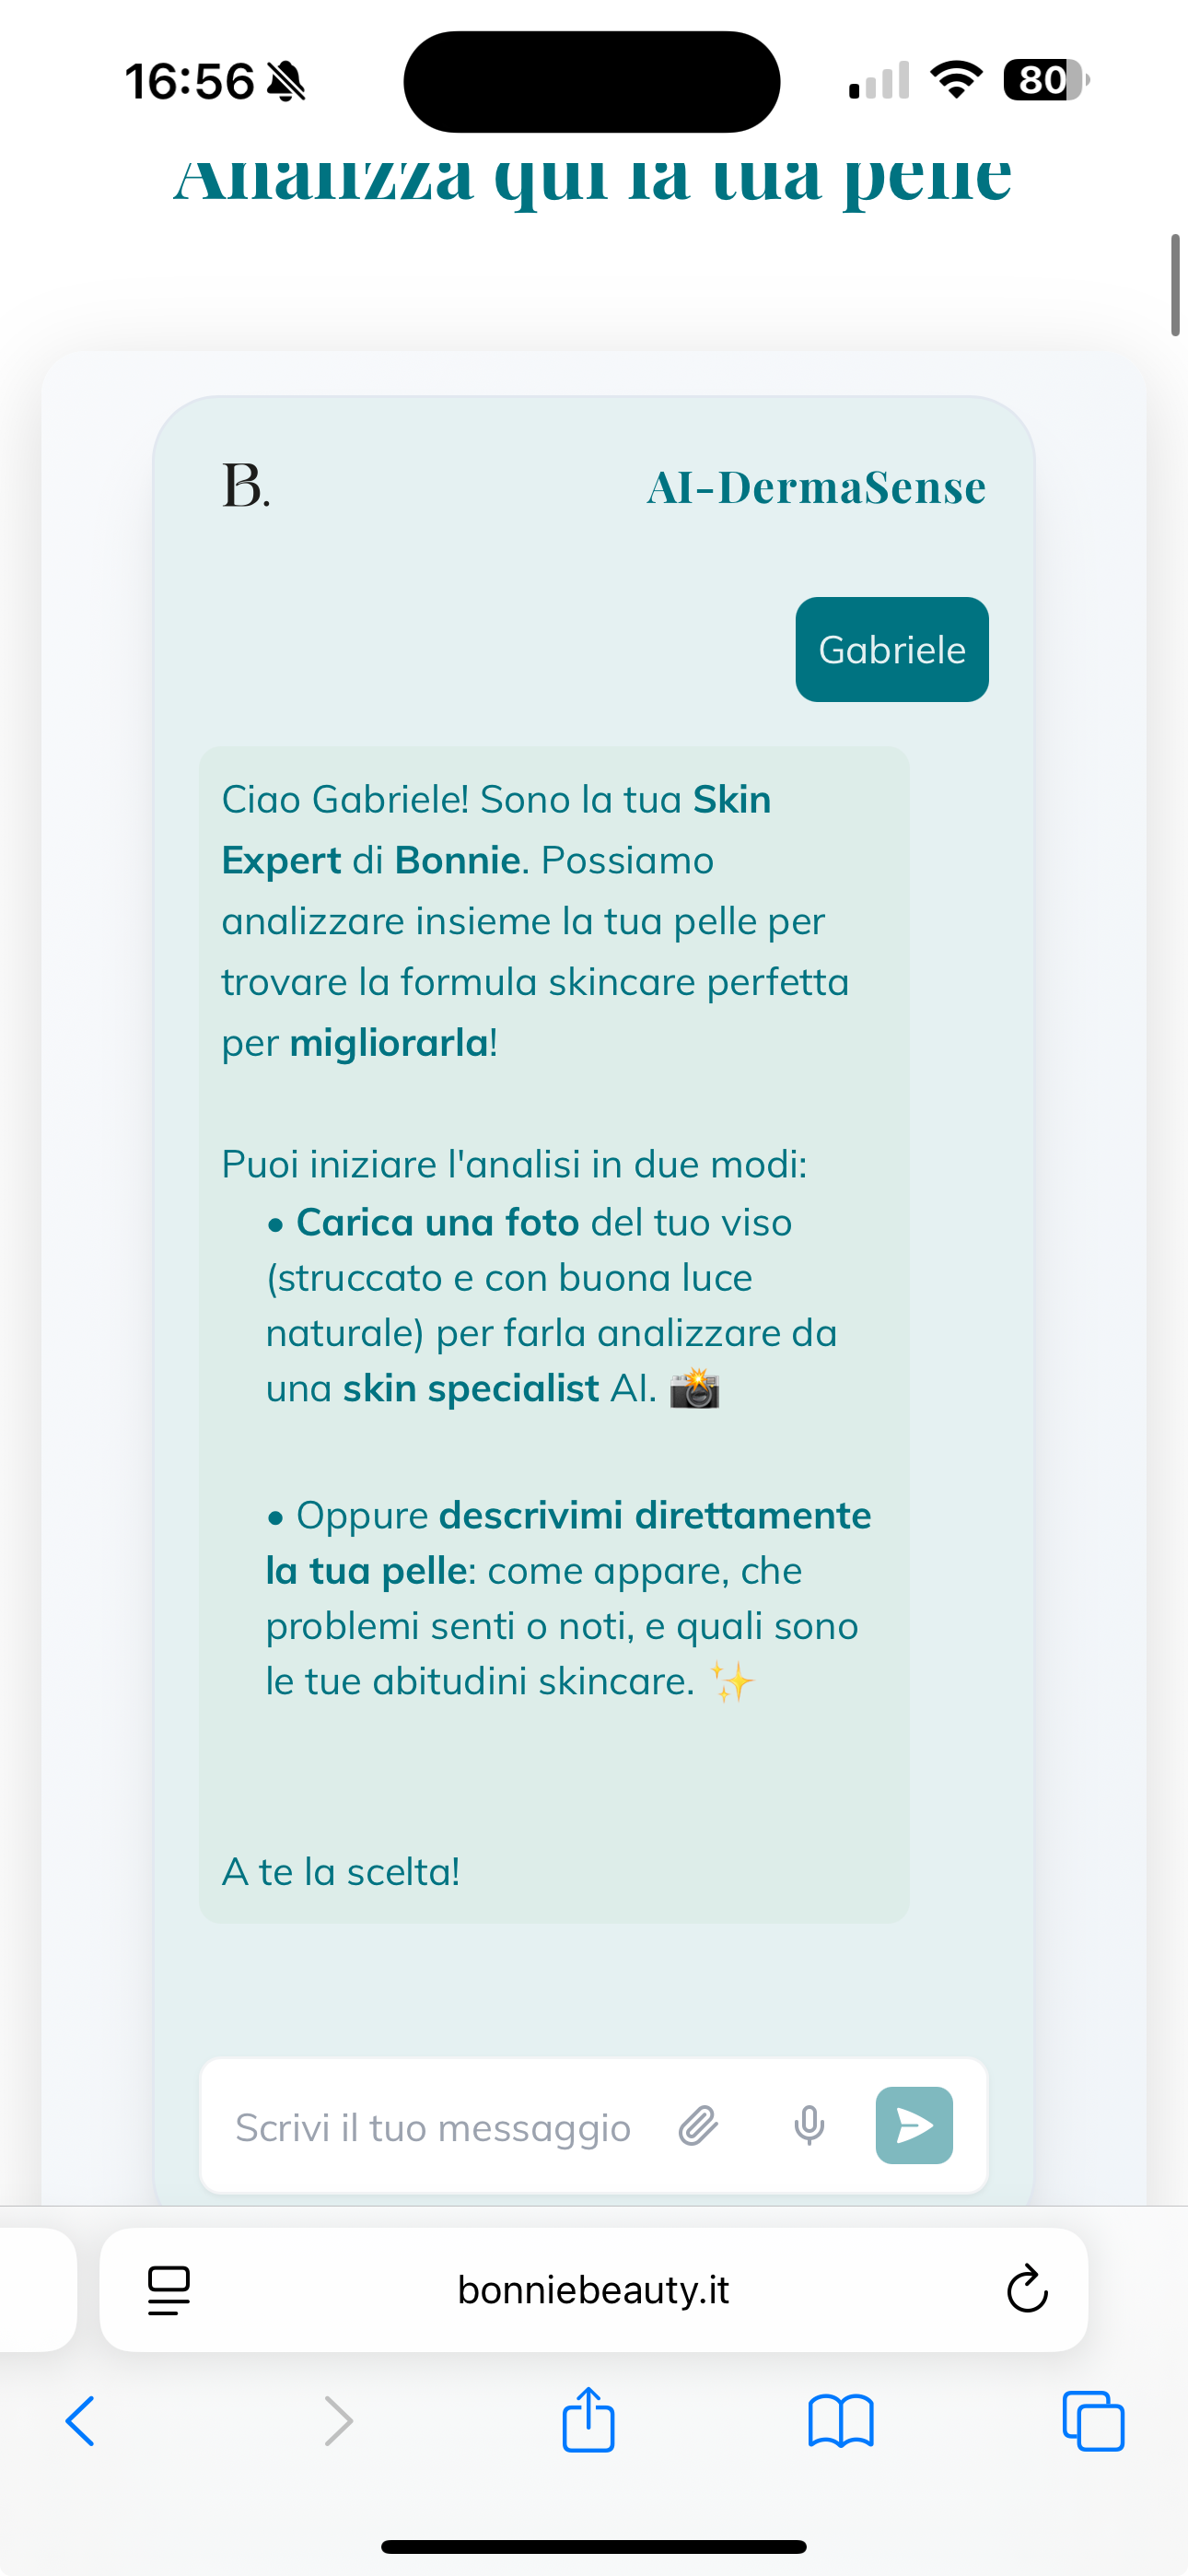 16:56
80
Analizza qui la tua pelle
B.
AI-DermaSense
Gabriele
Ciao Gabriele! Sono la tua Skin
Expert di Bonnie. Possiamo
analizzare insieme la tua pelle per
trovare la formula skincare perfetta
per migliorarla!
Puoi iniziare l'analisi in due modi:
• Carica una foto del tuo viso
(struccato e con buona luce
naturale) per farla analizzare da
una skin specialist AI. 📸
• Oppure descrivimi direttamente
la tua pelle: come appare, che
problemi senti o noti, e quali sono
le tue abitudini skincare. ✨
A te la scelta!
Scrivi il tuo messaggio
bonniebeauty.it